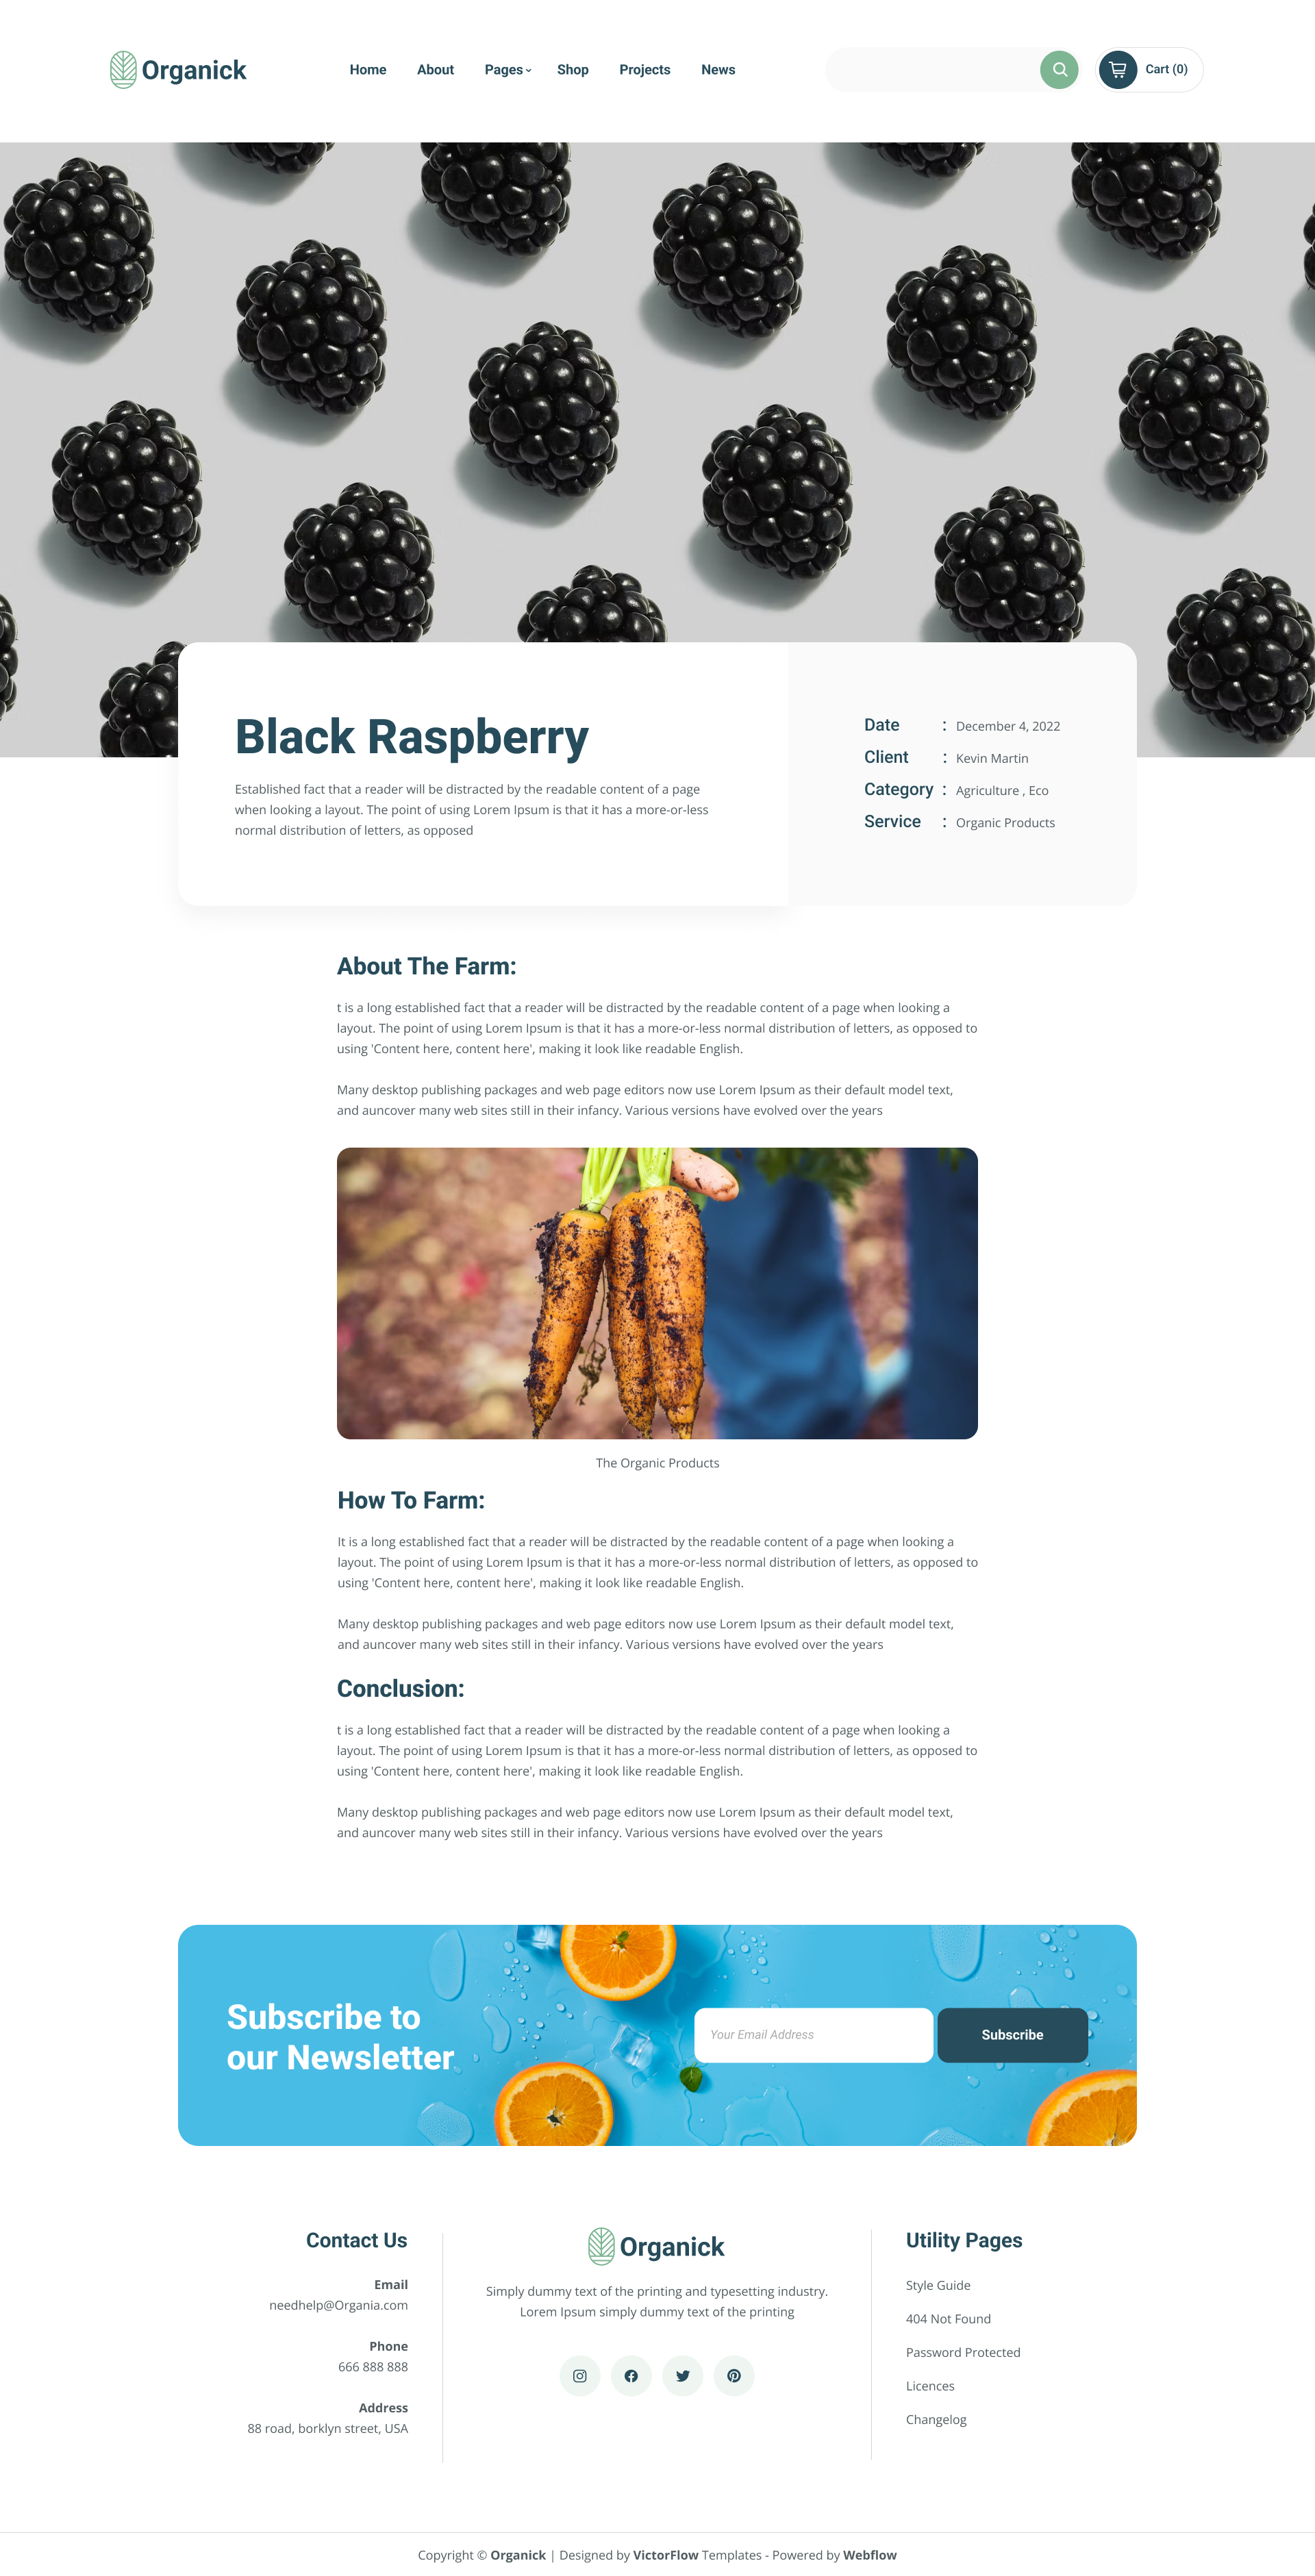 Organick
Home
About
Pages
Shop
Projects
News
Cart (0)
Black Raspberry
Established fact that a reader will be distracted by the readable content of a page
when looking a layout. The point of using Lorem Ipsum is that it has a more-or-less
normal distribution of letters, as opposed
Date : December 4, 2022
Client : Kevin Martin
Category : Agriculture , Eco
Service : Organic Products
About The Farm:
t is a long established fact that a reader will be distracted by the readable content of a page when looking a
layout. The point of using Lorem Ipsum is that it has a more-or-less normal distribution of letters, as opposed to
using 'Content here, content here', making it look like readable English.
Many desktop publishing packages and web page editors now use Lorem Ipsum as their default model text,
and auncover many web sites still in their infancy. Various versions have evolved over the years
The Organic Products
How To Farm:
It is a long established fact that a reader will be distracted by the readable content of a page when looking a
layout. The point of using Lorem Ipsum is that it has a more-or-less normal distribution of letters, as opposed to
using 'Content here, content here', making it look like readable English.
Many desktop publishing packages and web page editors now use Lorem Ipsum as their default model text,
and auncover many web sites still in their infancy. Various versions have evolved over the years
Conclusion:
t is a long established fact that a reader will be distracted by the readable content of a page when looking a
layout. The point of using Lorem Ipsum is that it has a more-or-less normal distribution of letters, as opposed to
using 'Content here, content here', making it look like readable English.
Many desktop publishing packages and web page editors now use Lorem Ipsum as their default model text,
and auncover many web sites still in their infancy. Various versions have evolved over the years
Subscribe to
our Newsletter
Your Email Address
Subscribe
Contact Us
Email
needhelp@Organia.com
Phone
666 888 888
Address
88 road, borklyn street, USA
Organick
Simply dummy text of the printing and typesetting industry.
Lorem Ipsum simply dummy text of the printing
Utility Pages
Style Guide
404 Not Found
Password Protected
Licences
Changelog
Copyright © Organick | Designed by VictorFlow Templates - Powered by Webflow